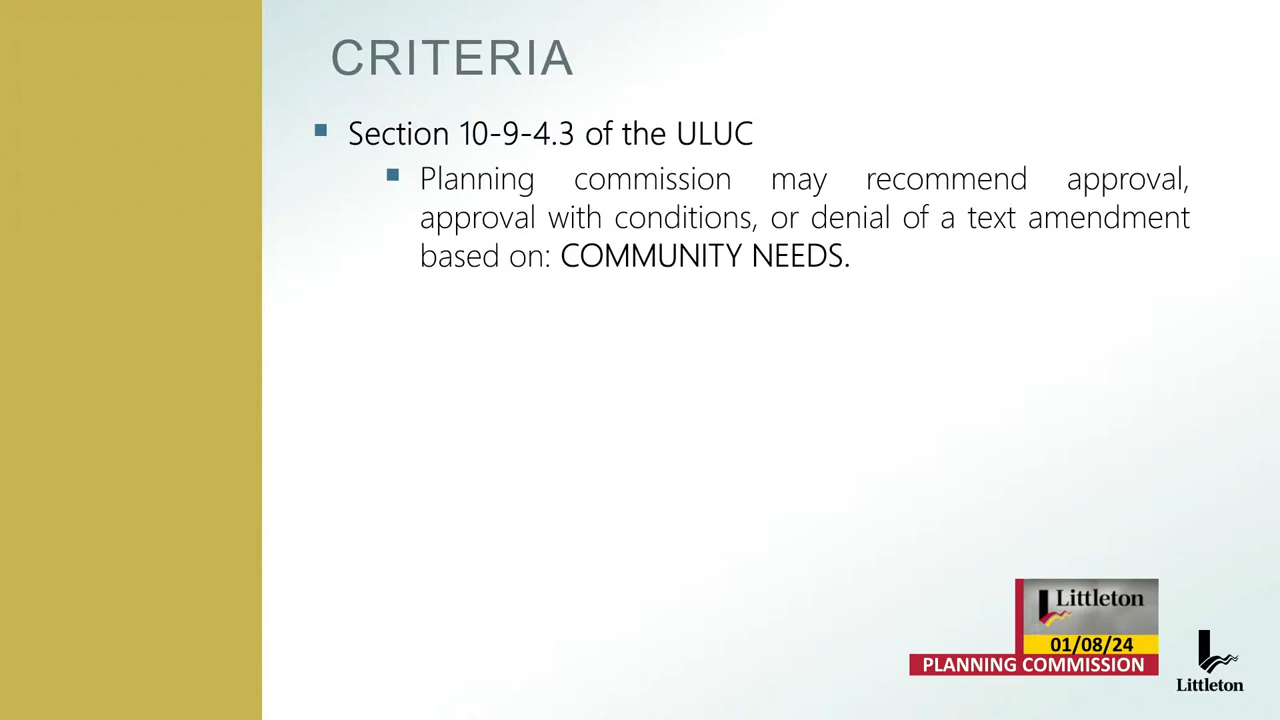 CRITERIA
Section 10-9-4.3 of the ULUC
Planning commission may recommend approval,
approval with conditions, or denial of a text amendment
based on: COMMUNITY NEEDS.
Littleton
01/08/24
PLANNING COMMISSION
Littleton